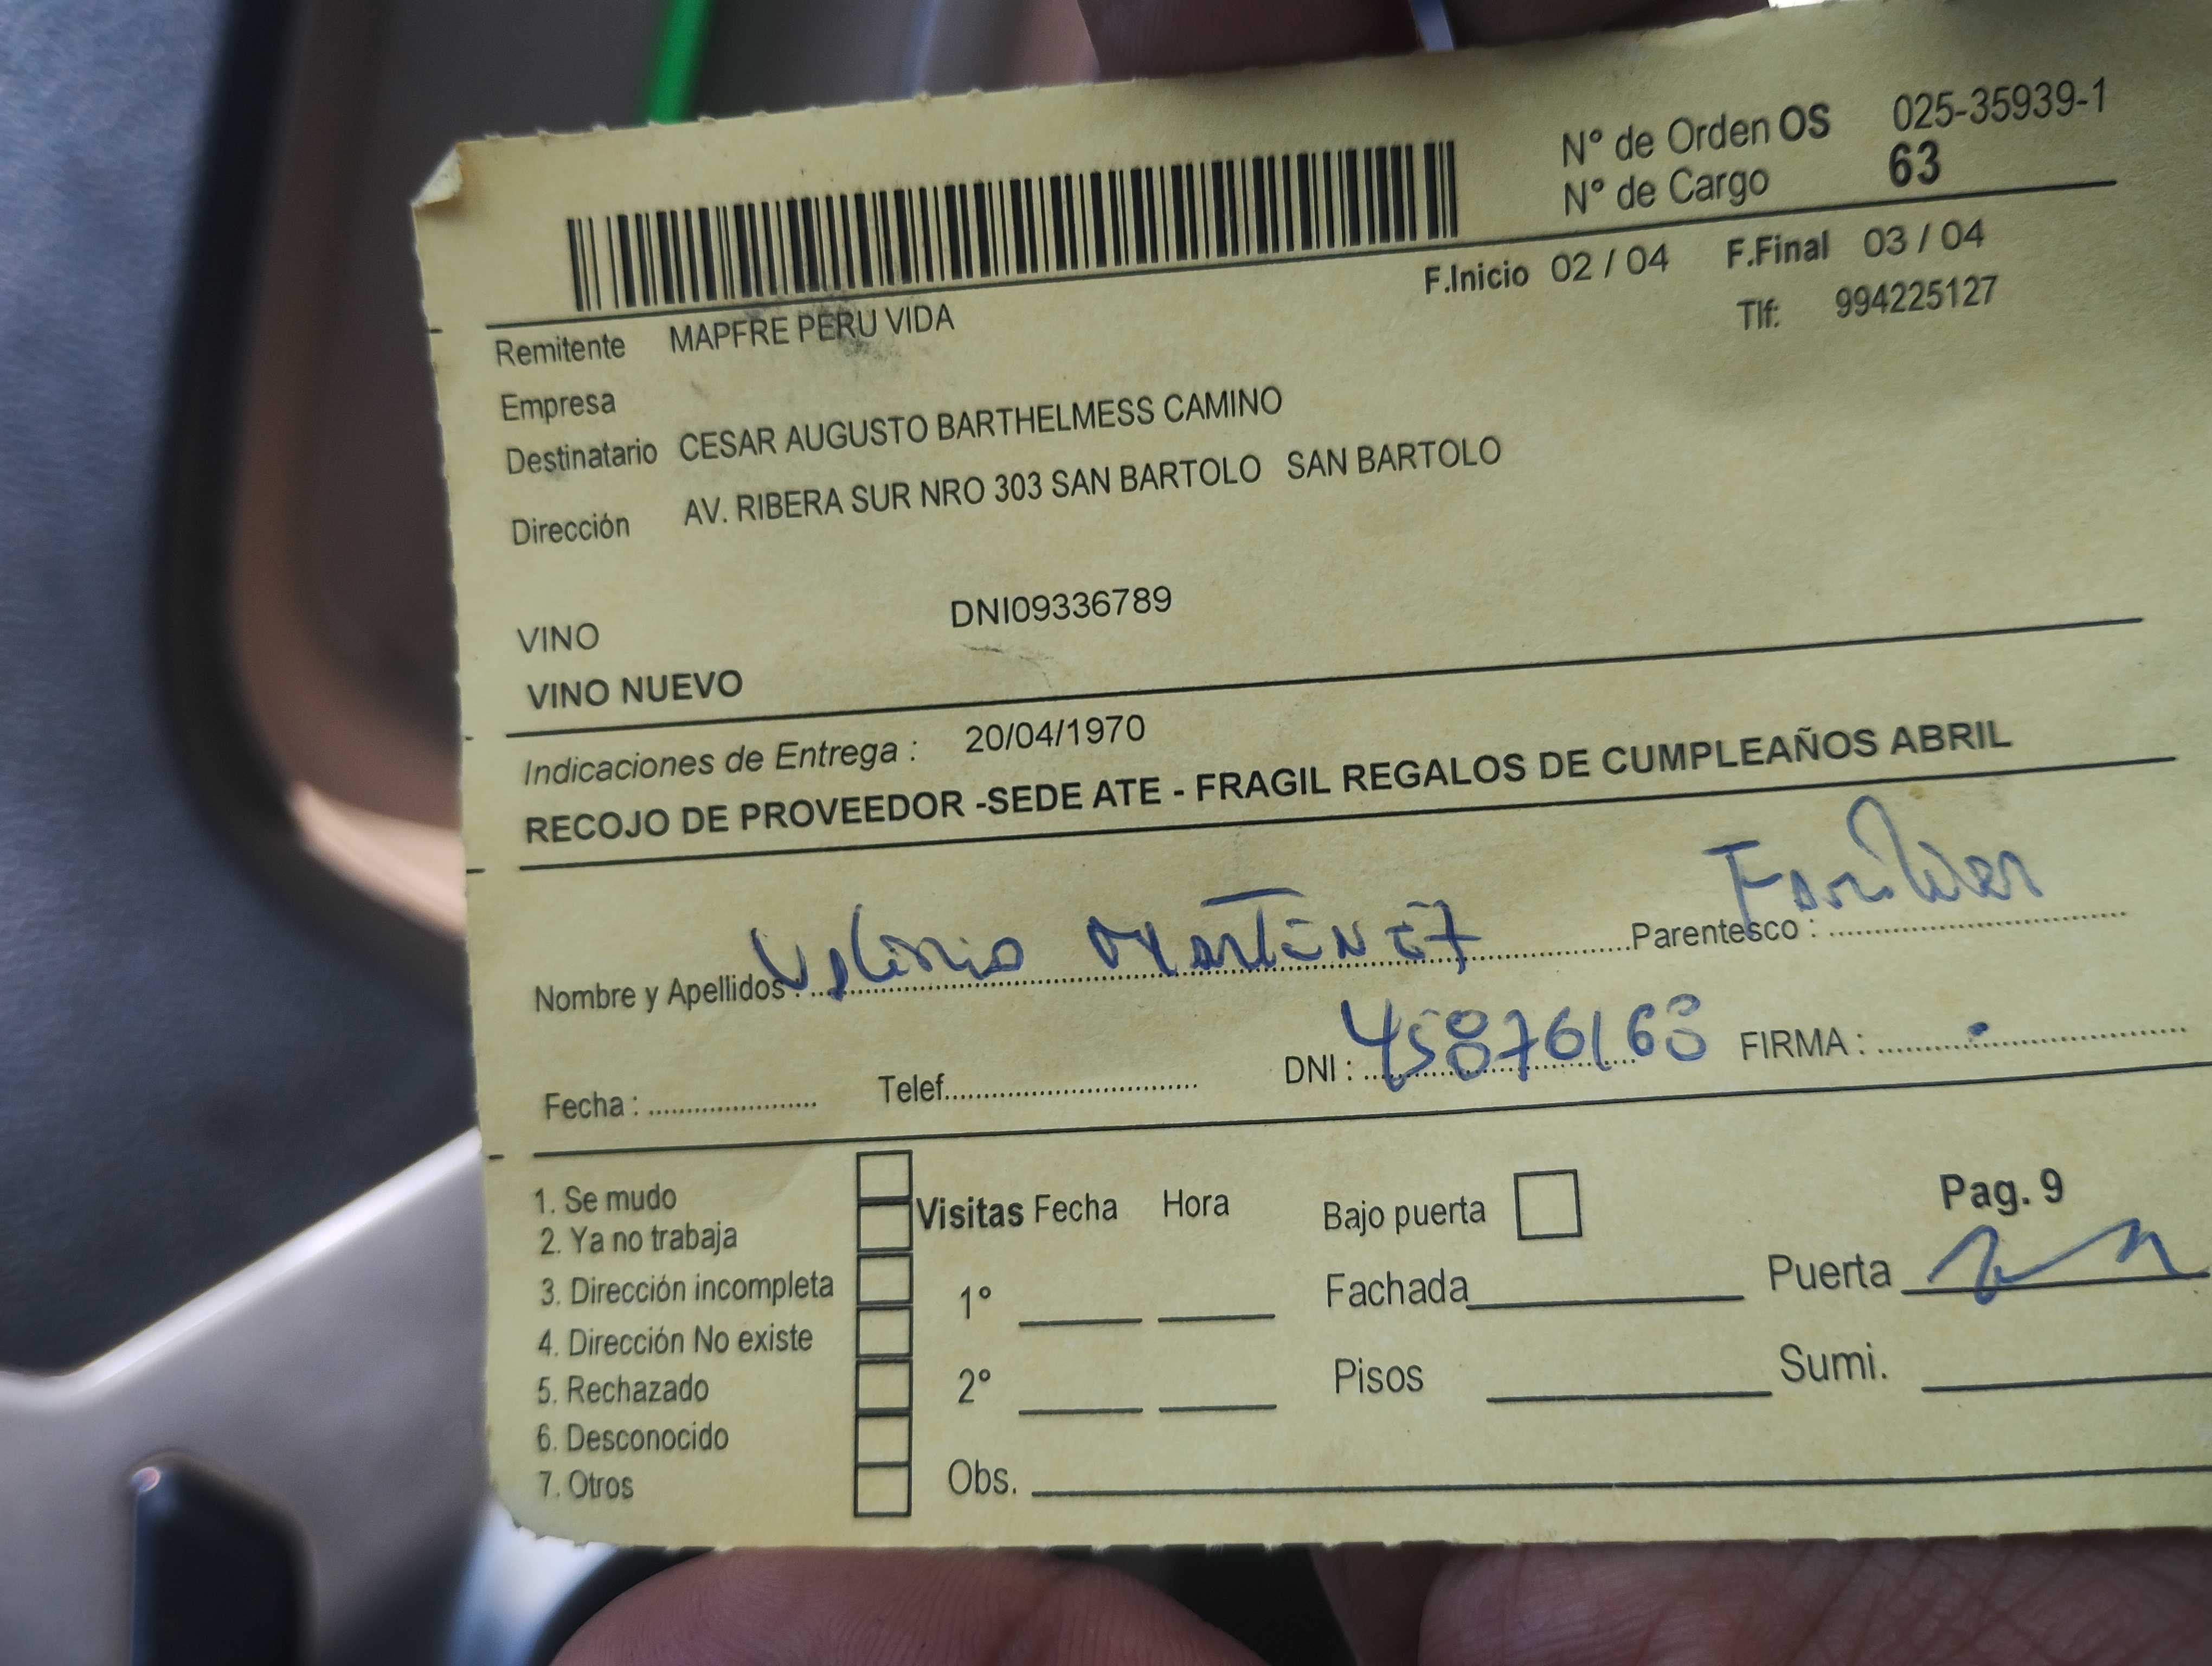 N° de Orden OS 025-35939-1
N° de Cargo 63
F.Inicio 02 / 04 F.Final 03 / 04
Remitente MAPFRE PERU VIDA Tlf: 994225127
Empresa
Destinatario CESAR AUGUSTO BARTHELMESS CAMINO
Dirección AV. RIBERA SUR NRO 303 SAN BARTOLO SAN BARTOLO
VINO DNI09336789
VINO NUEVO
Indicaciones de Entrega : 20/04/1970
RECOJO DE PROVEEDOR -SEDE ATE - FRAGIL REGALOS DE CUMPLEAÑOS ABRIL
Nombre y Apellidos : Martinez Parentesco : Familiar
Fecha : Telef. DNI : 45876163 FIRMA :
1. Se mudo
2. Ya no trabaja
3. Dirección incompleta
4. Dirección No existe
5. Rechazado
6. Desconocido
7. Otros
Visitas Fecha Hora
1°
2°
Obs.
Bajo puerta Pag. 9
Fachada Puerta
Pisos Sumi.